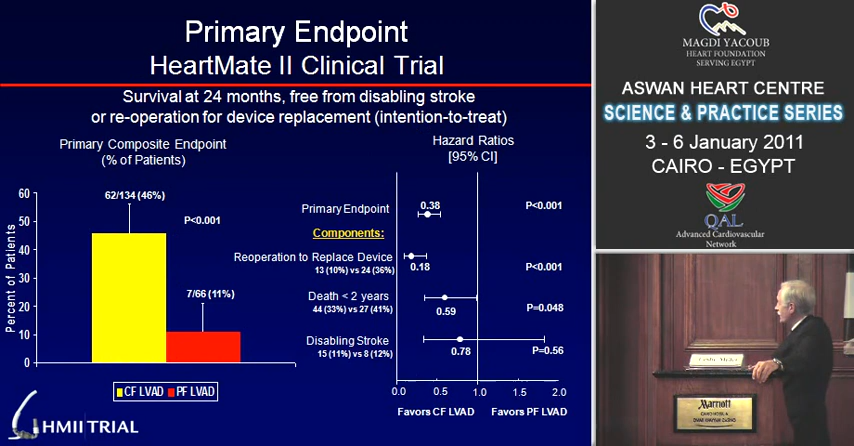 Primary Endpoint
HeartMate II Clinical Trial
Survival at 24 months, free from disabling stroke
or re-operation for device replacement (intention-to-treat)
Primary Composite Endpoint
(% of Patients)
Percent of Patients
60
50
40
30
20
10
0
62/134 (46%)
P<0.001
7/66 (11%)
CF LVAD
PF LVAD
HMII TRIAL
Hazard Ratios
[95% CI]
Primary Endpoint
0.38
P<0.001
Components:
Reoperation to Replace Device
13 (10%) vs 24 (36%)
0.18
P<0.001
Death < 2 years
44 (33%) vs 27 (41%)
0.59
P=0.048
Disabling Stroke
15 (11%) vs 8 (12%)
0.78
P=0.56
0.0
0.5
1.0
1.5
2.0
Favors CF LVAD
Favors PF LVAD
MAGDI YACOUB
HEART FOUNDATION
SERVING EGYPT
ASWAN HEART CENTRE
SCIENCE & PRACTICE SERIES
3 - 6 January 2011
CAIRO - EGYPT
QAL
Advanced Cardiovascular
Network
Leslie
Marriott